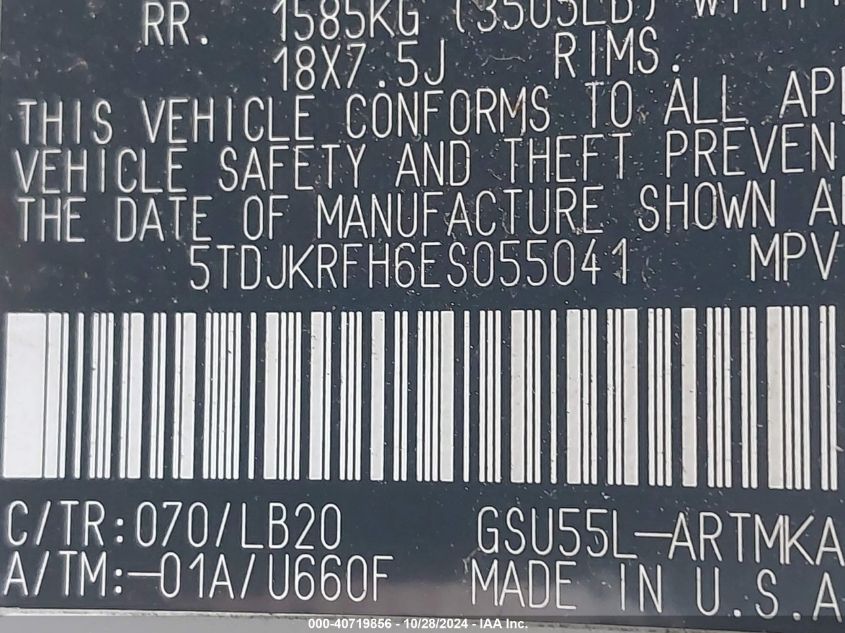 RR. 1585KG (3505LB) WITH
18X7.5J RIMS.
THIS VEHICLE CONFORMS TO ALL AP
VEHICLE SAFETY AND THEFT PREVEN
THE DATE OF MANUFACTURE SHOWN A
5TDJKRFH6ES055041 MPV
C/TR:070/LB20 GSU55L-ARTMKA
A/TM:-01A/U660F MADE IN U.S.A
000-40719856 - 10/28/2024 - IAA Inc.